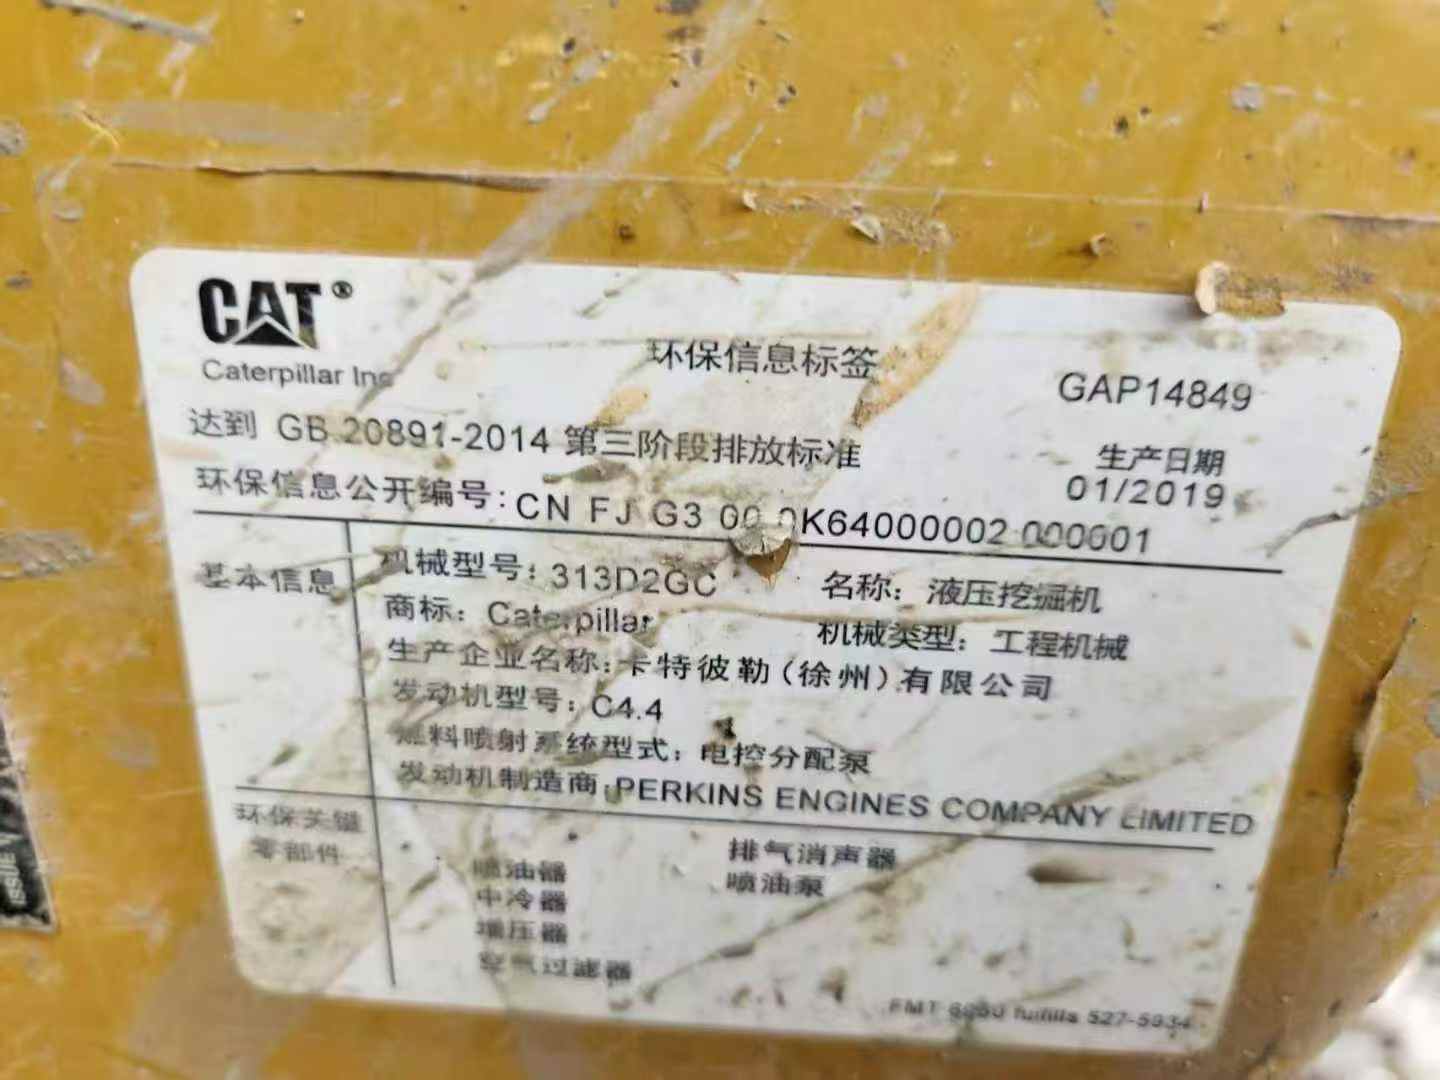 CAT®
Caterpillar Inc
环保信息标签
GAP14849
达到 GB 20891-2014 第三阶段排放标准
生产日期
01/2019
环保信息公开编号: CN FJ G3 00 0K64000002 000001
基本信息
机械型号: 313D2GC 名称: 液压挖掘机
商标: Caterpillar 机械类型: 工程机械
生产企业名称: 卡特彼勒(徐州)有限公司
发动机型号: C4.4
燃料喷射系统型式: 电控分配泵
发动机制造商: PERKINS ENGINES COMPANY LIMITED
环保关键
零部件
喷油器 排气消声器
中冷器 喷油泵
增压器
空气过滤器
FMT fulfills 527-5934
ISSUE